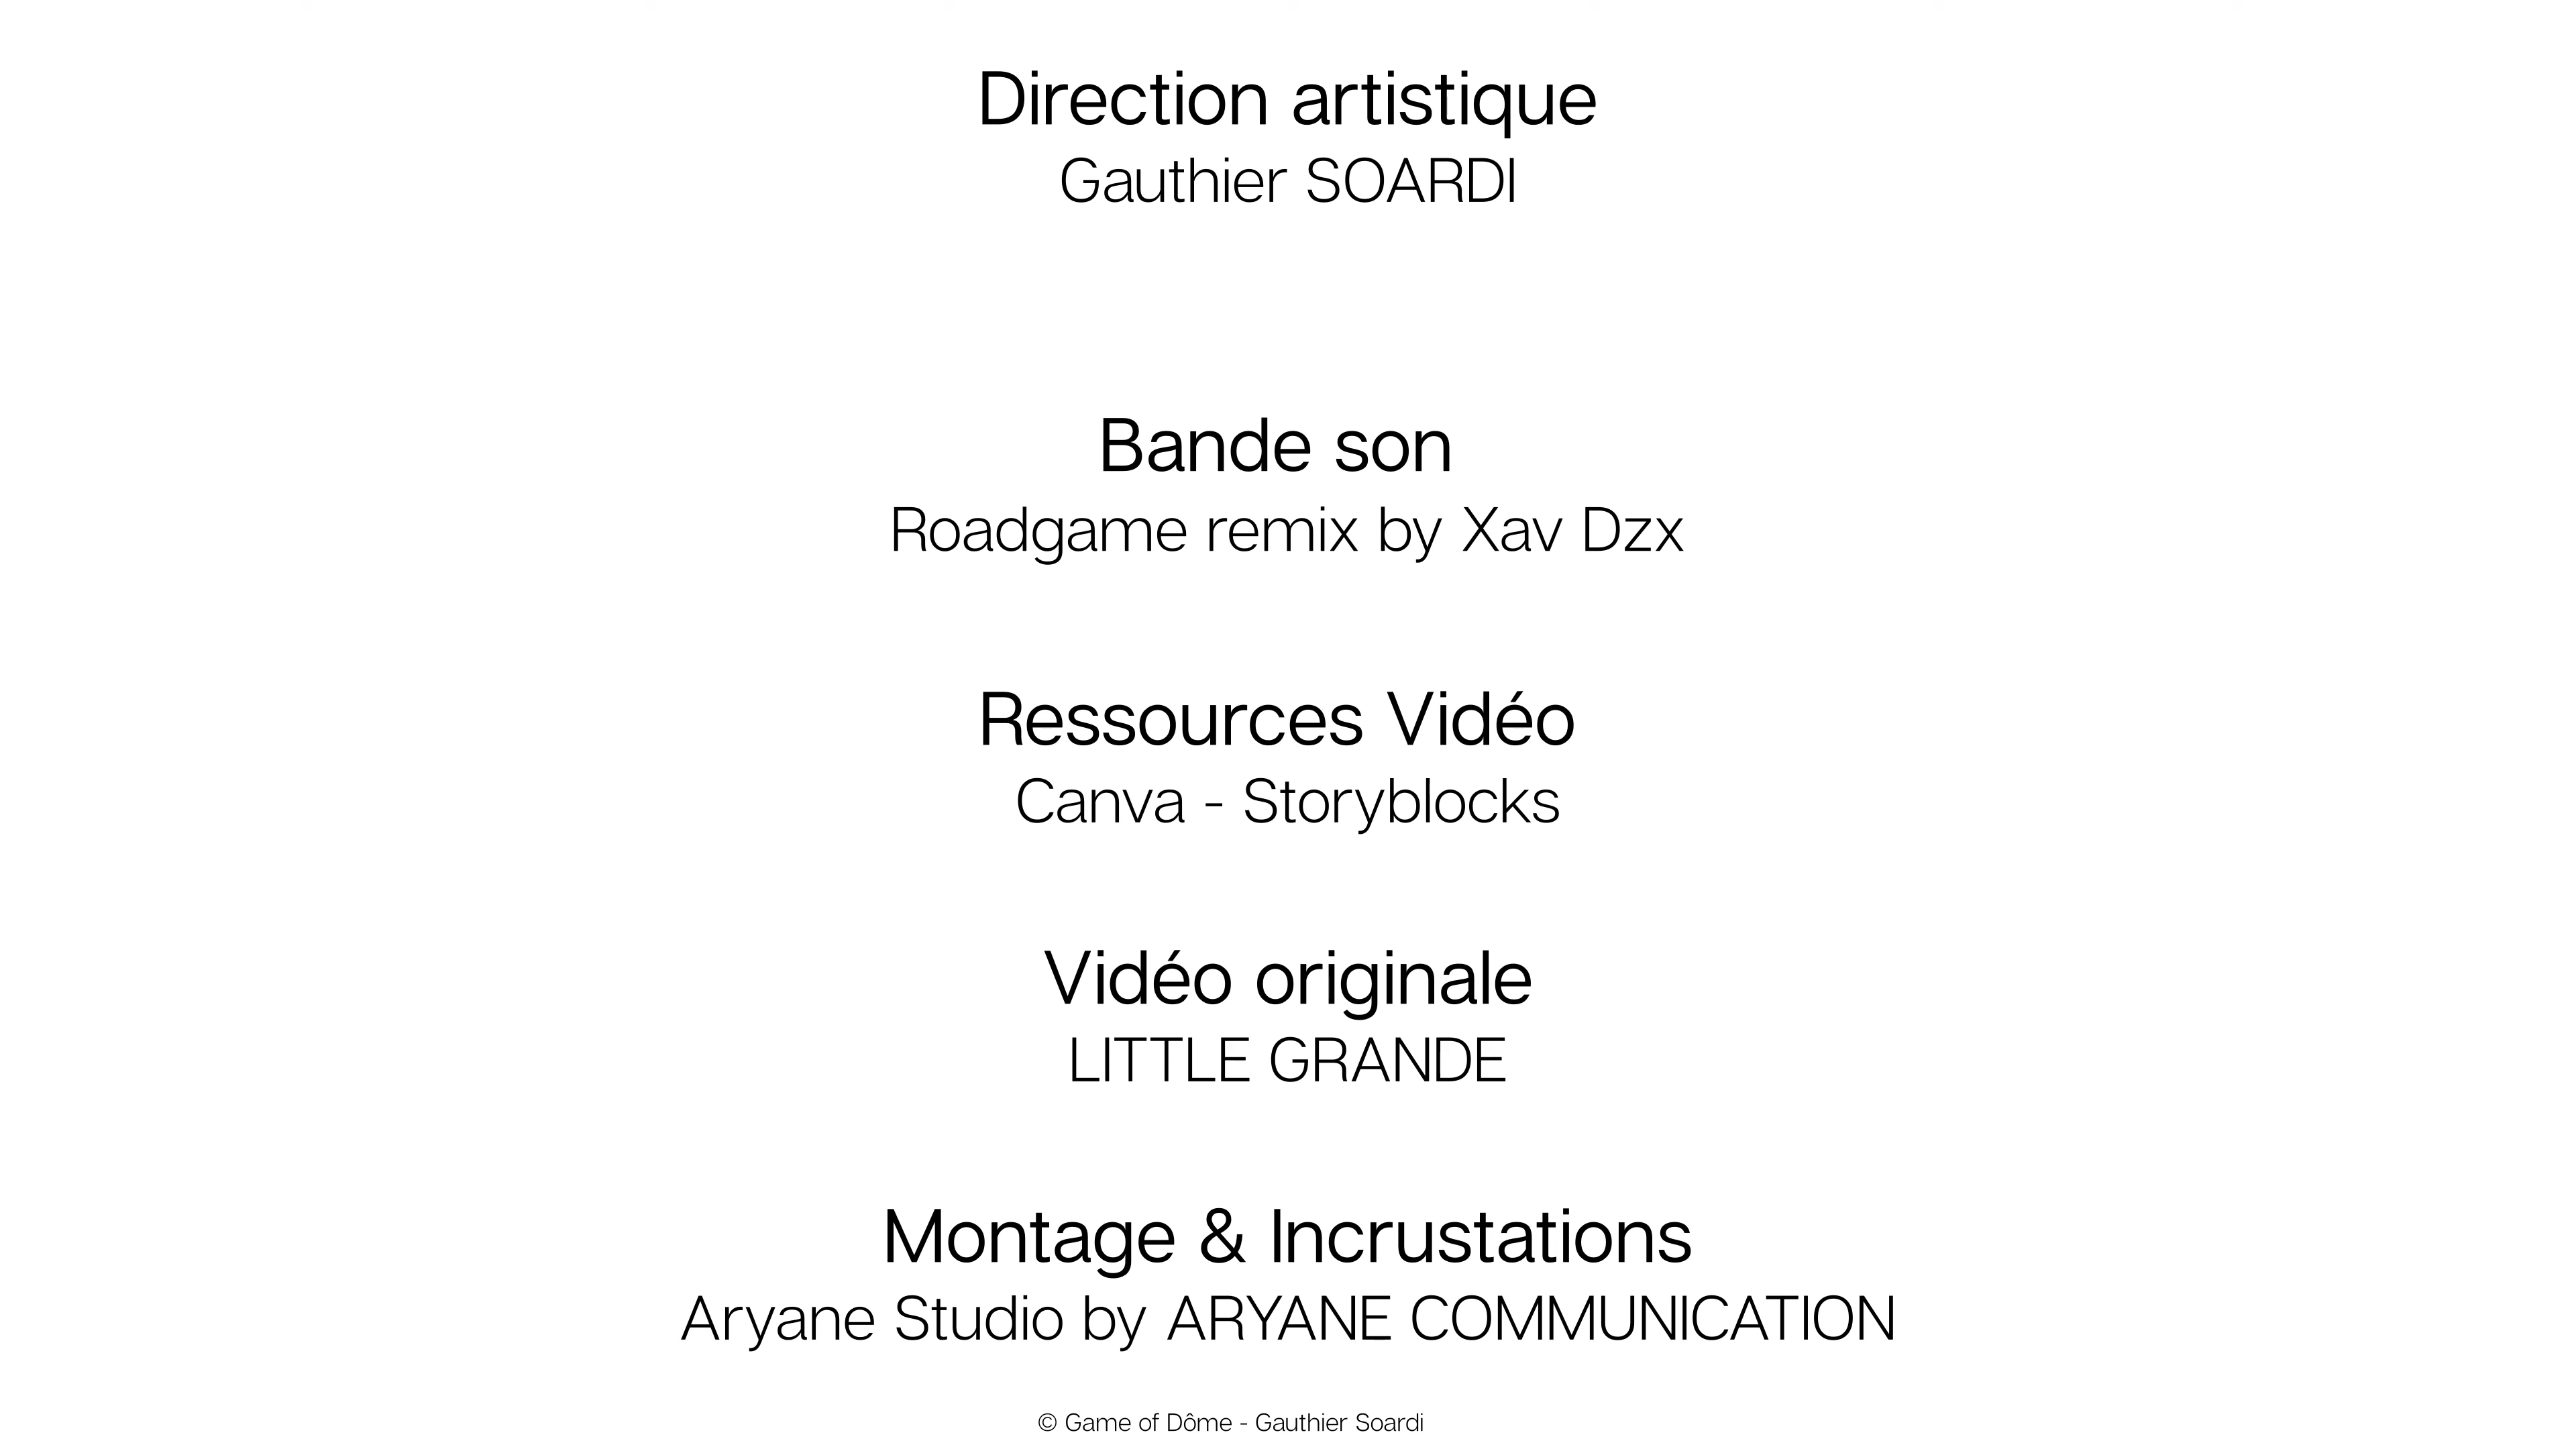 Direction artistique
Gauthier SOARDI
Bande son
Roadgame remix by Xav Dzx
Ressources Vidéo
Canva - Storyblocks
Vidéo originale
LITTLE GRANDE
Montage & Incrustations
Aryane Studio by ARYANE COMMUNICATION
© Game of Dôme - Gauthier Soardi